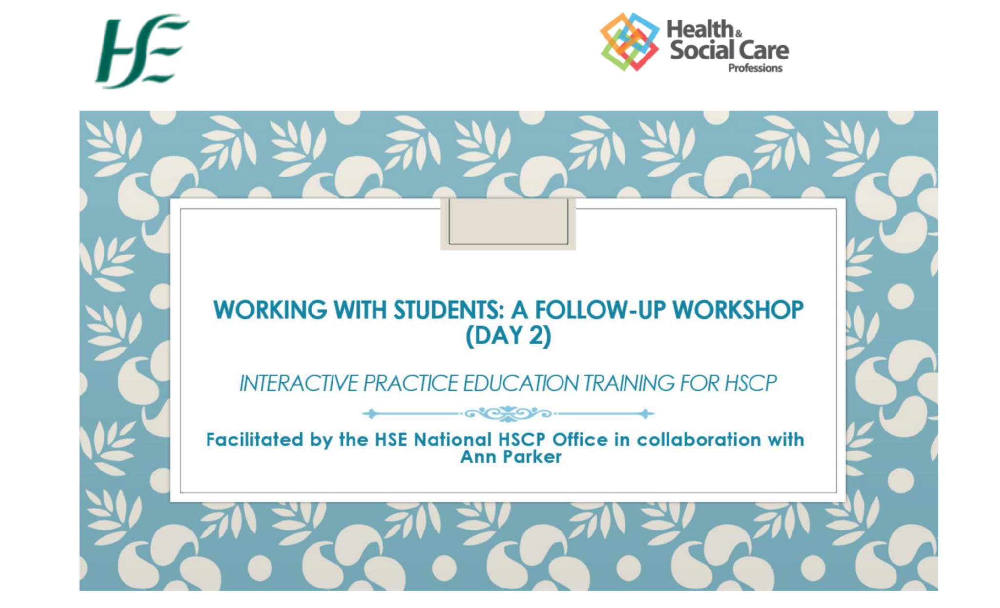 HSE
Health &
Social Care
Professions
WORKING WITH STUDENTS: A FOLLOW-UP WORKSHOP
(DAY 2)
INTERACTIVE PRACTICE EDUCATION TRAINING FOR HSCP
Facilitated by the HSE National HSCP Office in collaboration with
Ann Parker